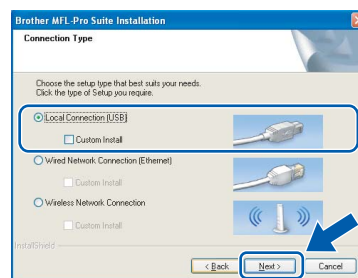 Brother MFL-Pro Suite Installation
Connection Type
Choose the setup type that best suits your needs.
Click the type of Setup you require.
Local Connection (USB)
Custom Install
Wired Network Connection (Ethernet)
Custom Install
Wireless Network Connection
Custom Install
InstallShield
< Back Next > Cancel